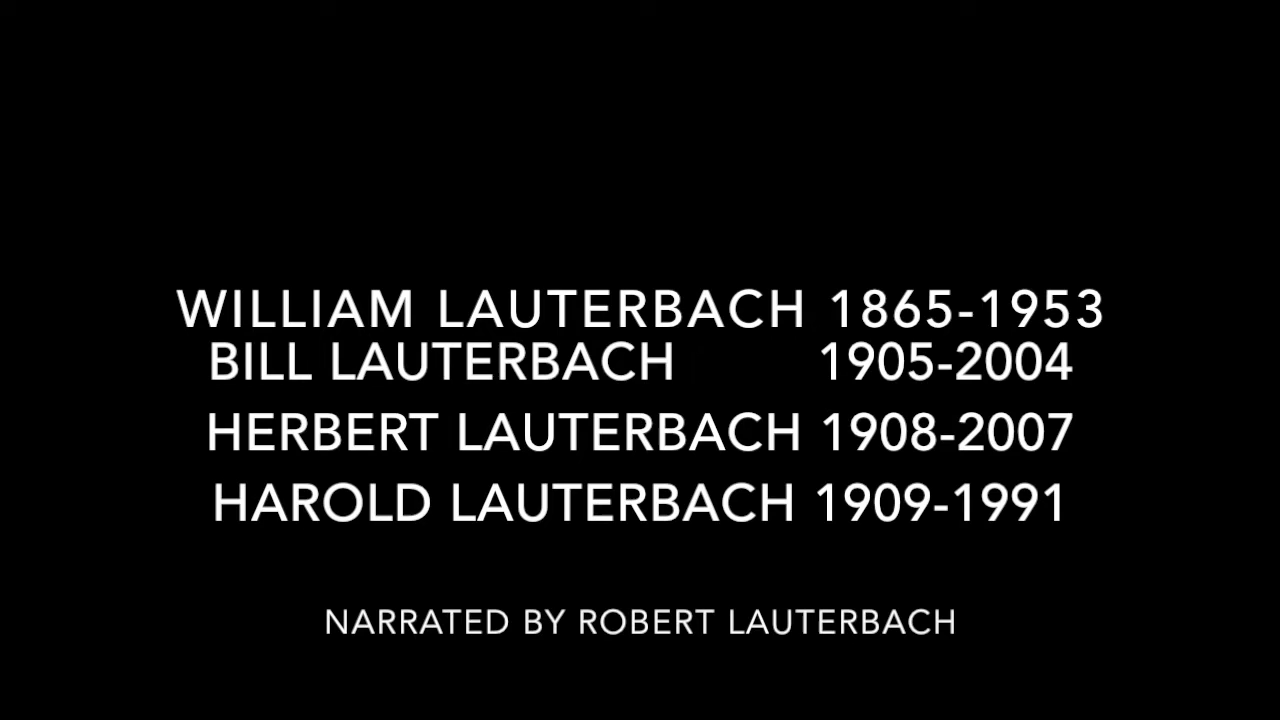 WILLIAM LAUTERBACH 1865-1953
BILL LAUTERBACH 1905-2004
HERBERT LAUTERBACH 1908-2007
HAROLD LAUTERBACH 1909-1991
NARRATED BY ROBERT LAUTERBACH